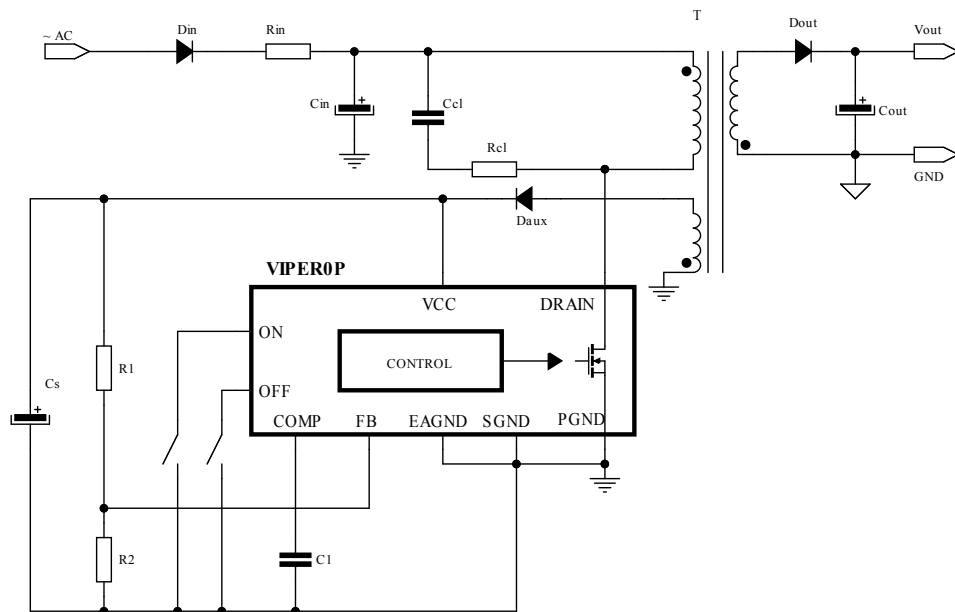 T
~ AC
Din
Rin
Dout
Vout
Cin
Ccl
Cout
Rcl
GND
Daux
VIPER0P
VCC
DRAIN
ON
CONTROL
OFF
R1
Cs
COMP
FB
EAGND
SGND
PGND
R2
C1